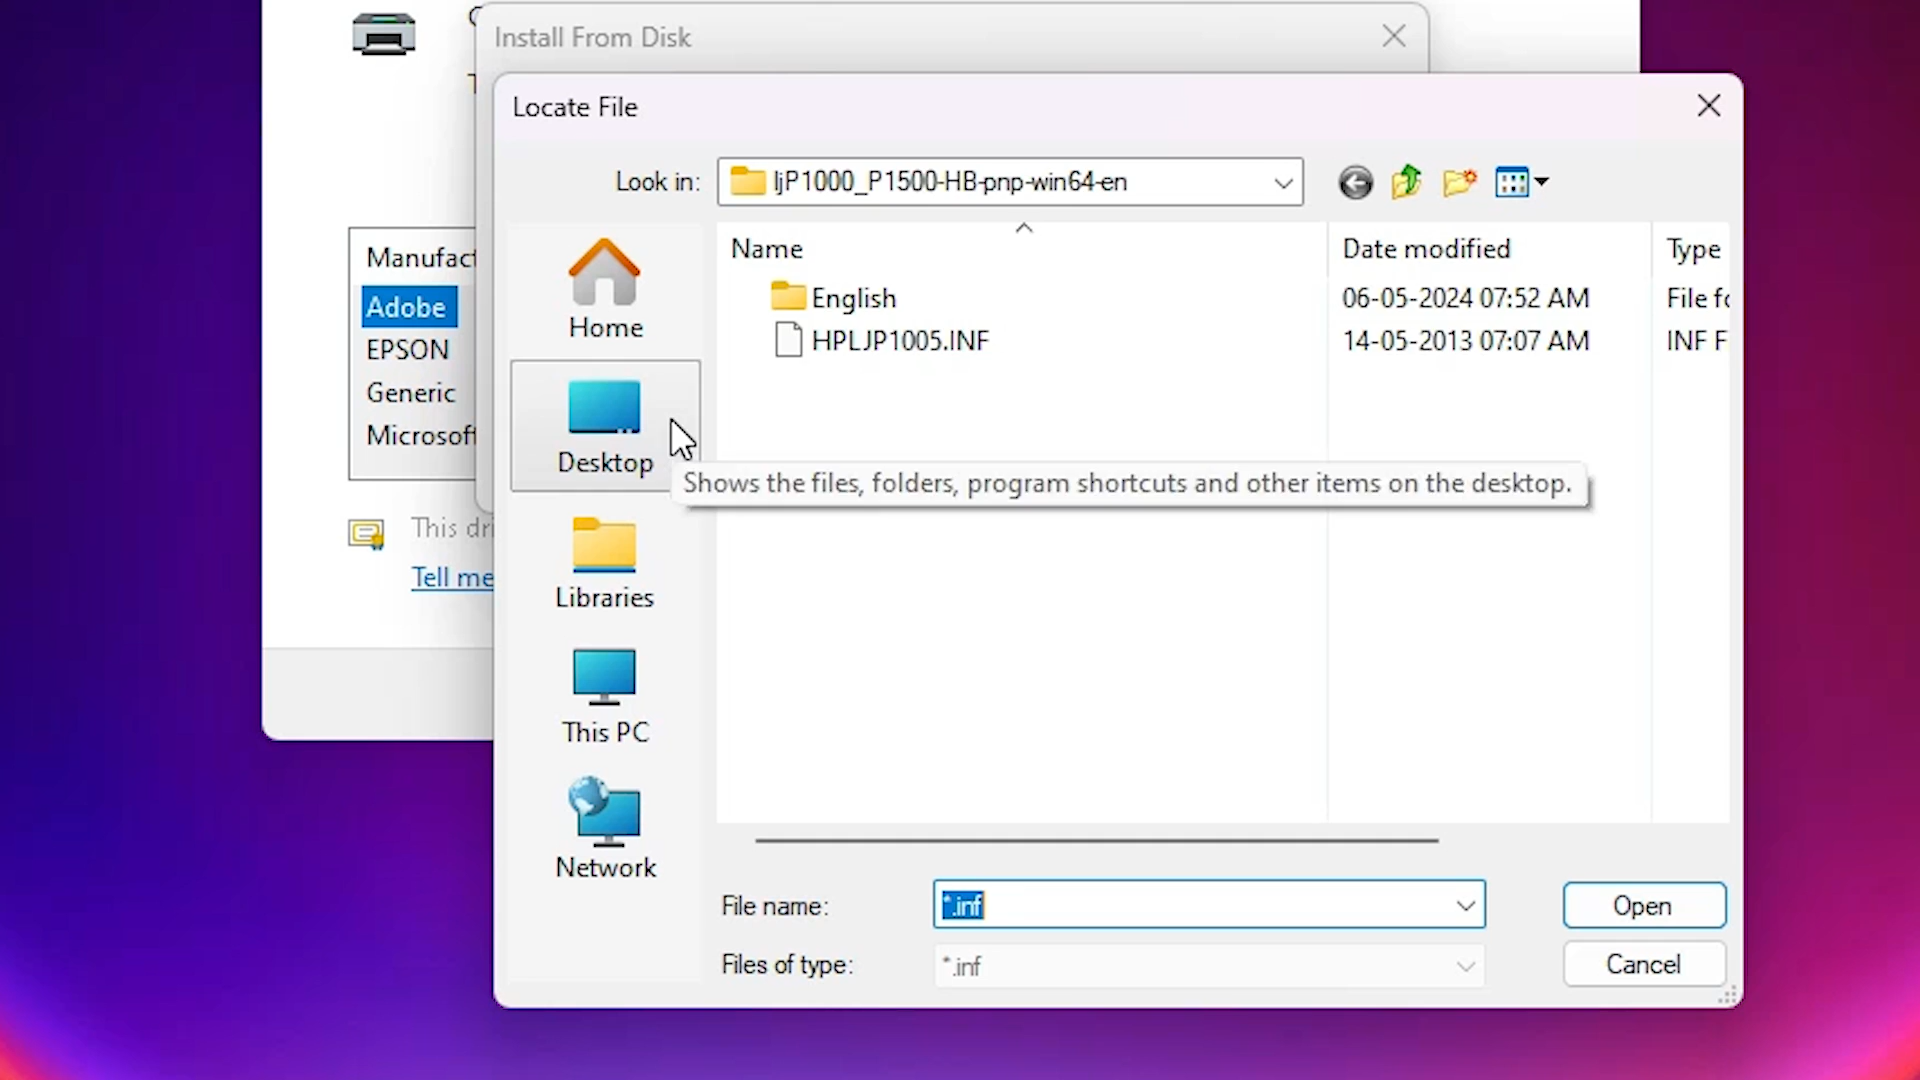 Install From Disk
Locate File
Look in:
ljP1000_P1500-HB-pnp-win64-en
Name
Date modified
Type
English
06-05-2024 07:52 AM
File fo
HPLJP1005.INF
14-05-2013 07:07 AM
INF F
Home
Desktop
Shows the files, folders, program shortcuts and other items on the desktop.
Libraries
This PC
Network
File name:
*.inf
Open
Files of type:
*.inf
Cancel
Manufact
Adobe
EPSON
Generic
Microsoft
This dri
Tell me